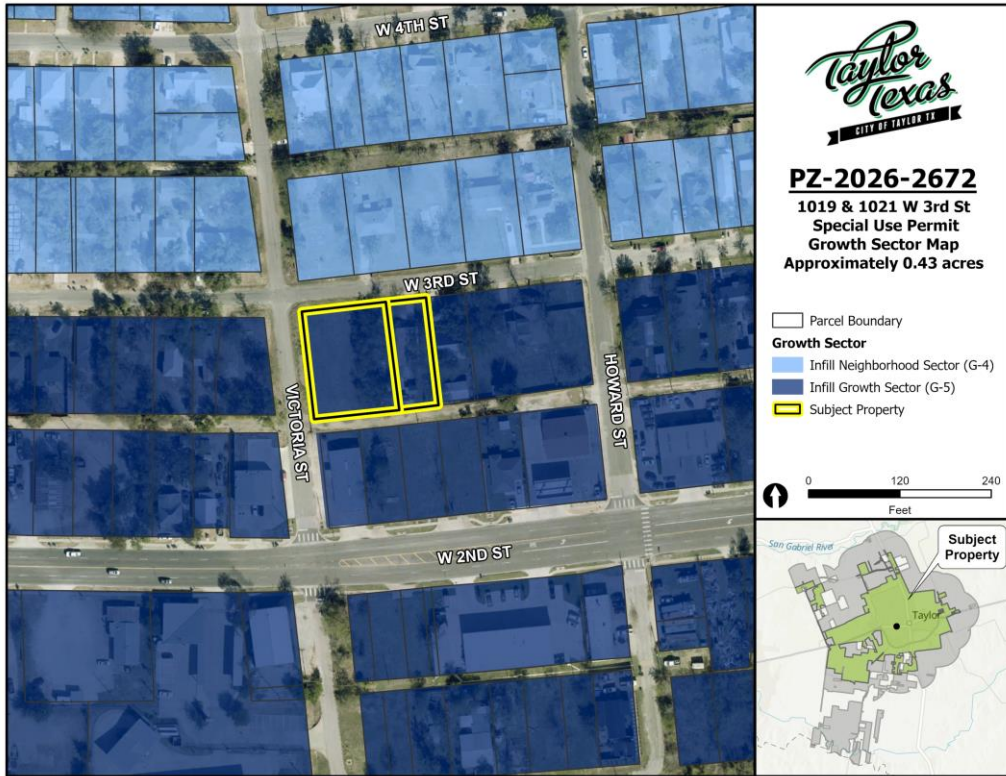 W 4TH ST
W 3RD ST
VICTORIA ST
HOWARD ST
W 2ND ST
Taylor
Texas
CITY OF TAYLOR TX
PZ-2026-2672
1019 & 1021 W 3rd St
Special Use Permit
Growth Sector Map
Approximately 0.43 acres
Parcel Boundary
Growth Sector
Infill Neighborhood Sector (G-4)
Infill Growth Sector (G-5)
Subject Property
0 120 240
Feet
San Gabriel River
Subject
Property
Taylor